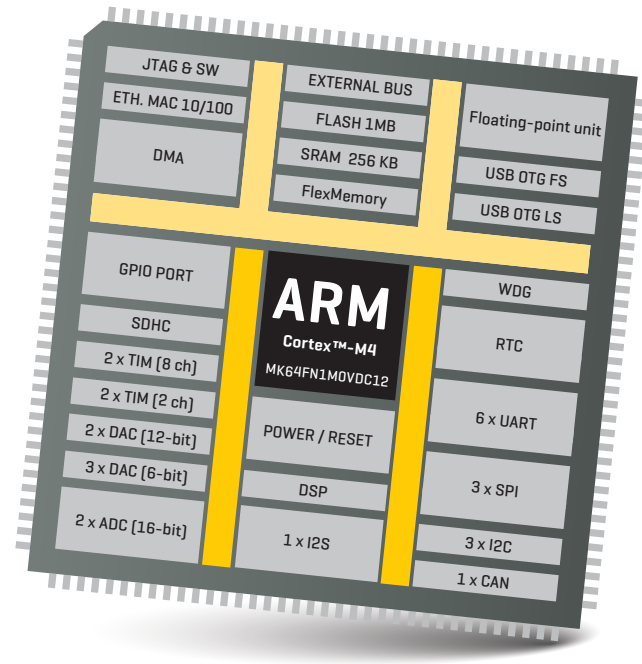 JTAG & SW
ETH. MAC 10/100
DMA
EXTERNAL BUS
FLASH 1MB
SRAM 256 KB
FlexMemory
Floating-point unit
USB OTG FS
USB OTG LS
GPIO PORT
SDHC
2 x TIM (8 ch)
2 x TIM (2 ch)
2 x DAC (12-bit)
3 x DAC (6-bit)
2 x ADC (16-bit)
ARM
Cortex™-M4
MK64FN1M0VDC12
POWER / RESET
DSP
1 x I2S
WDG
RTC
6 x UART
3 x SPI
3 x I2C
1 x CAN